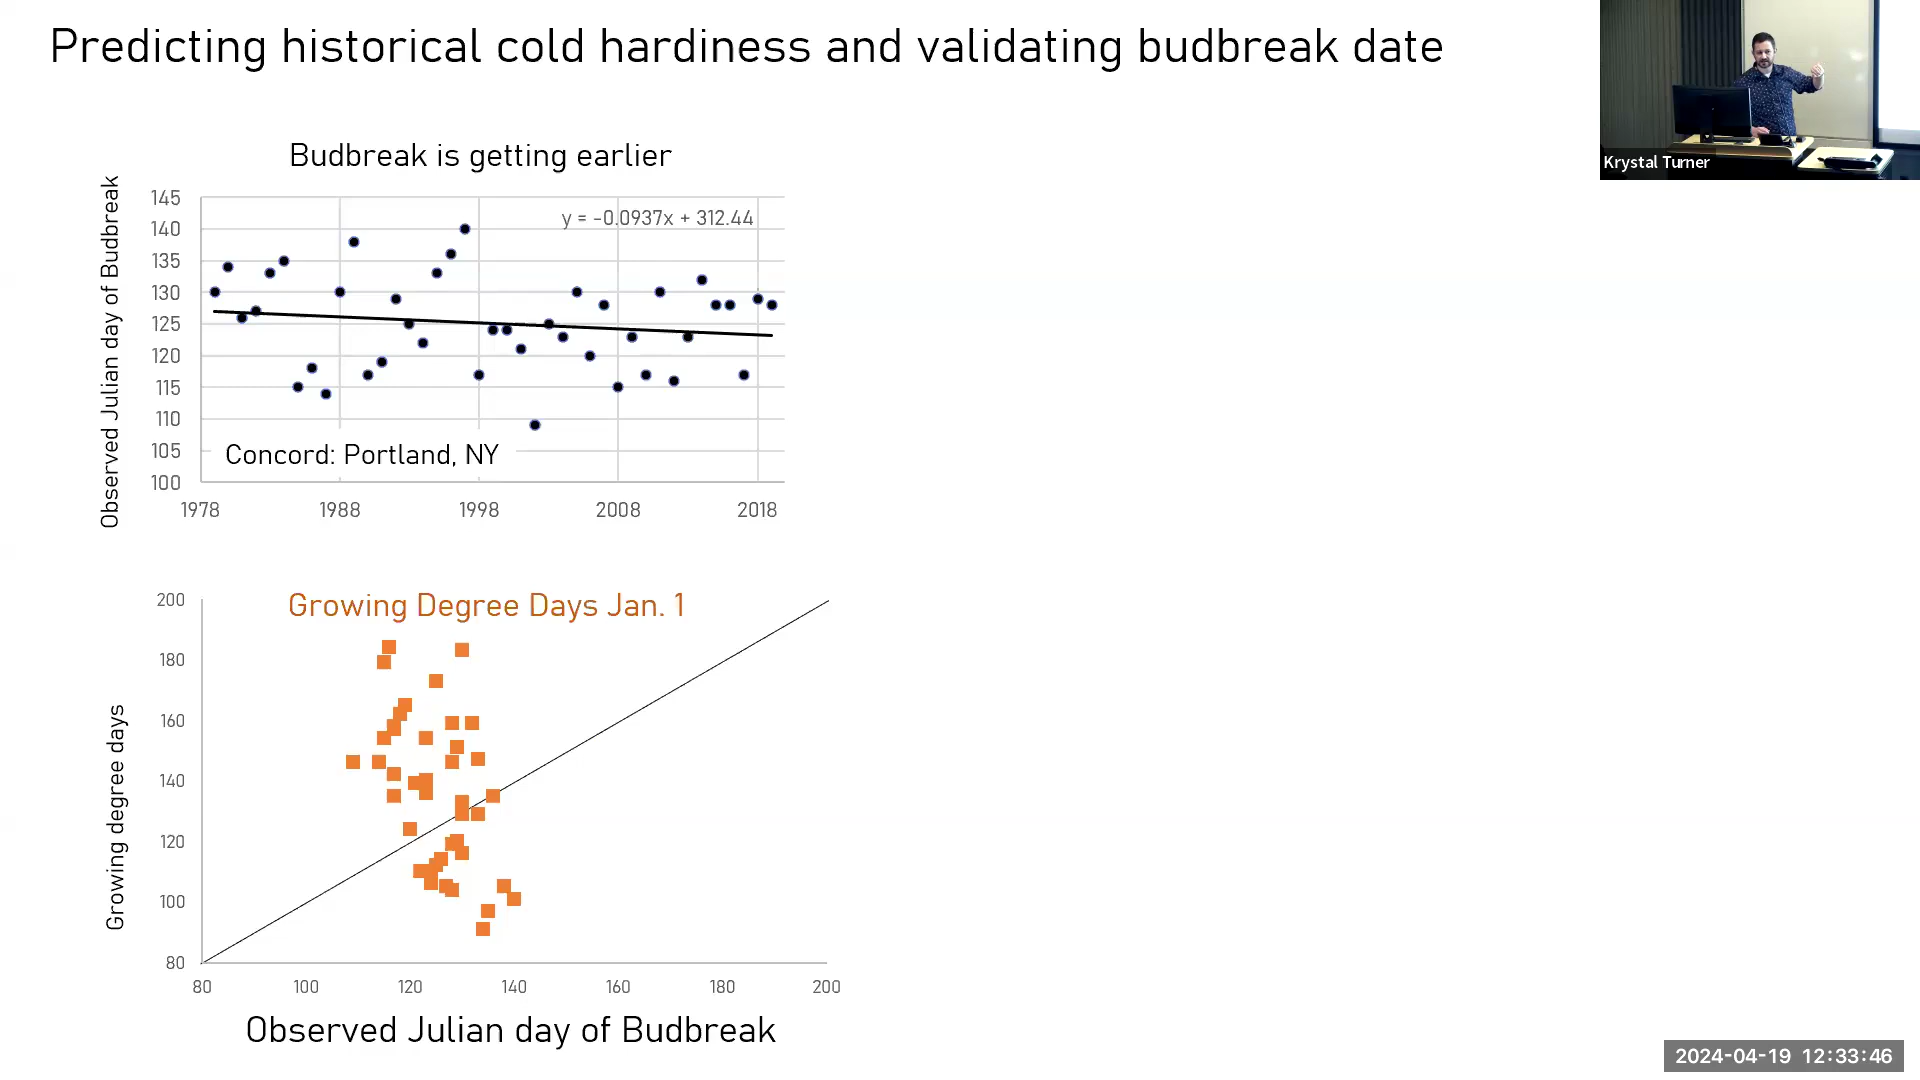 Predicting historical cold hardiness and validating budbreak date
Krystal Turner
Budbreak is getting earlier
Observed Julian day of Budbreak
145
140
135
130
125
120
115
110
105
100
y = -0.0937x + 312.44
Concord: Portland, NY
1978 1988 1998 2008 2018
Growing Degree Days Jan. 1
Growing degree days
200
180
160
140
120
100
80
80 100 120 140 160 180 200
Observed Julian day of Budbreak
2024-04-19 12:33:46